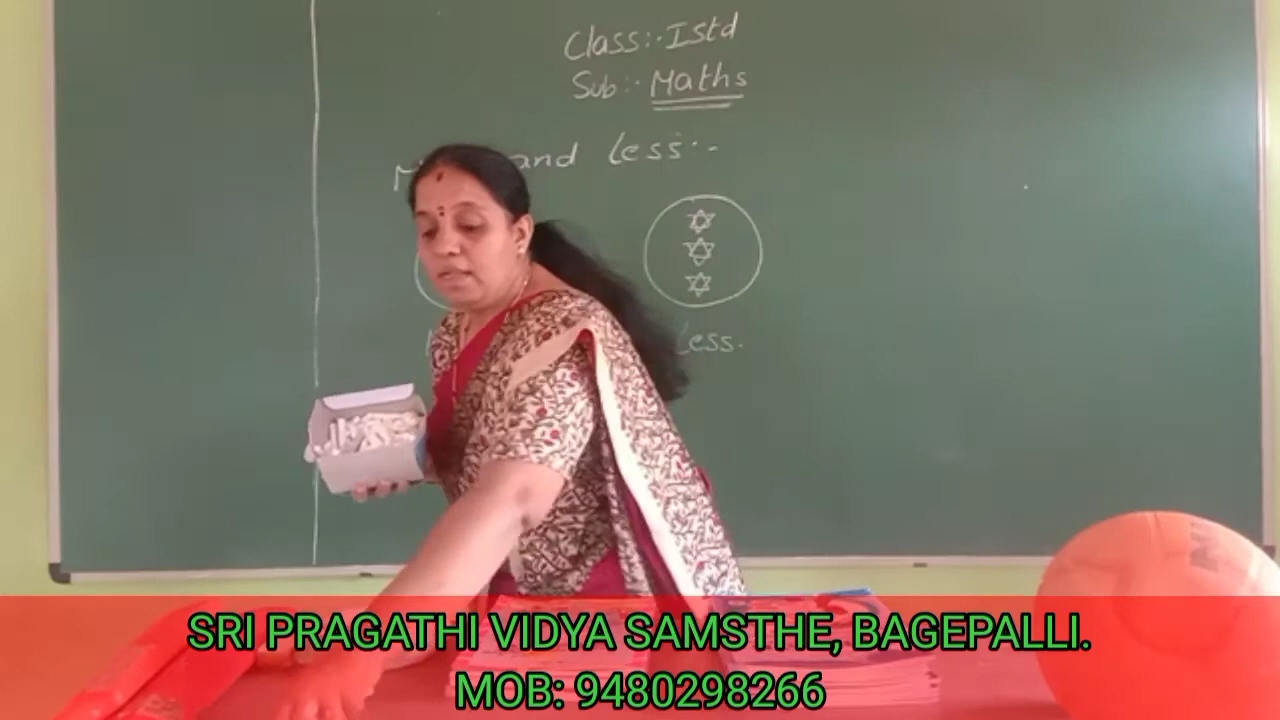 Class:- Istd
Sub:- Maths
and less:-
Less.
SRI PRAGATHI VIDYA SAMSTHE, BAGEPALLI.
MOB: 9480298266